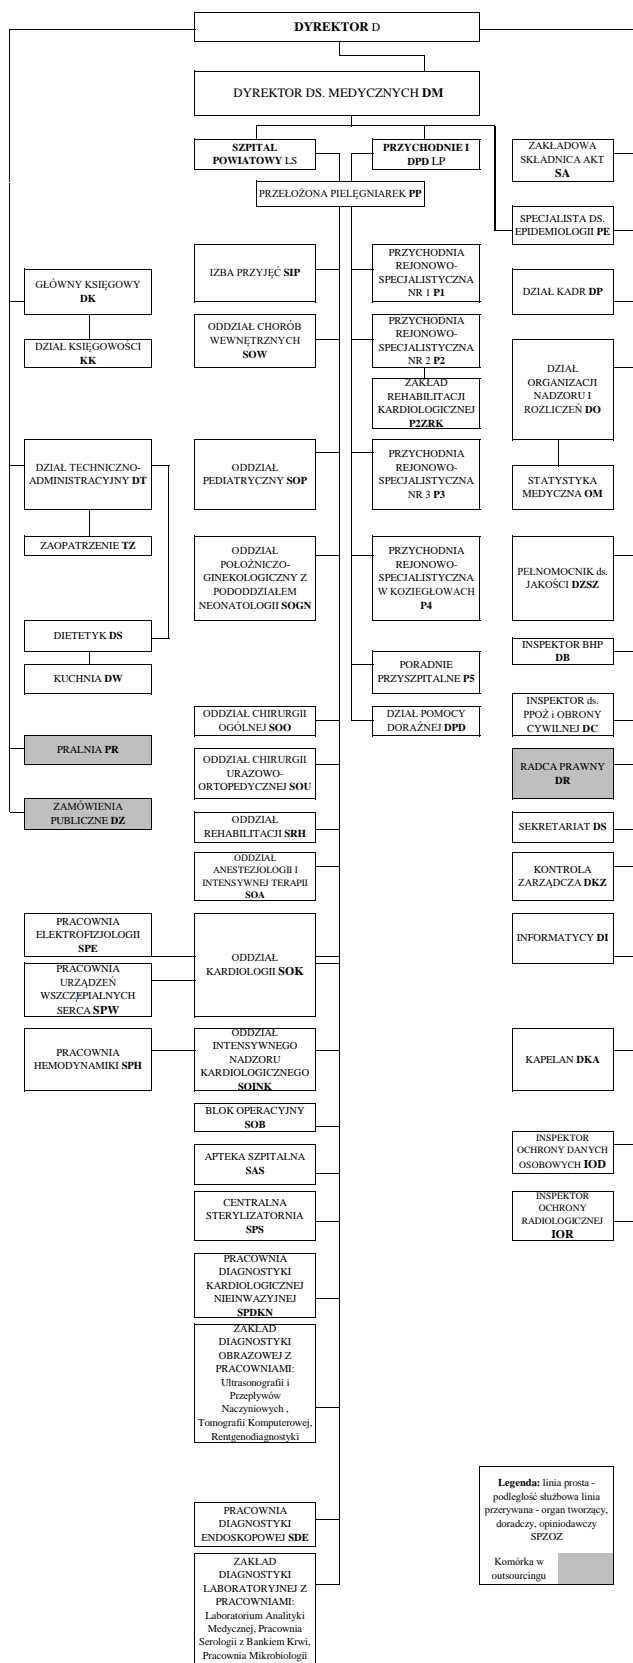 DYREKTOR D
DYREKTOR DS. MEDYCZNYCH DM
SZPITAL
POWIATOWY LS
PRZYCHODNIE I
DPD LP
ZAKŁADOWA
SKŁADNICA AKT
SA
PRZEŁOŻONA PIELĘGNIAREK PP
SPECJALISTA DS.
EPIDEMIOLOGII PE
GŁÓWNY KSIĘGOWY
DK
IZBA PRZYJĘĆ SIP
PRZYCHODNIA
REJONOWO-
SPECJALISTYCZNA
NR 1 P1
DZIAŁ KADR DP
DZIAŁ KSIĘGOWOŚCI
KK
ODDZIAŁ CHORÓB
WEWNĘTRZNYCH
SOW
PRZYCHODNIA
REJONOWO-
SPECJALISTYCZNA
NR 2 P2
ZAKŁAD
REHABILITACJI
KARDIOLOGICZNEJ
P2ZRK
DZIAŁ
ORGANIZACJI
NADZORU I
ROZLICZEŃ DO
DZIAŁ TECHNICZNO-
ADMINISTRACYJNY DT
ODDZIAŁ
PEDIATRYCZNY SOP
PRZYCHODNIA
REJONOWO-
SPECJALISTYCZNA
NR 3 P3
STATYSTYKA
MEDYCZNA OM
ZAOPATRZENIE TZ
ODDZIAŁ
POŁOŻNICZO-
GINEKOLOGICZNY Z
PODODDZIAŁEM
NEONATOLOGII SOGN
PRZYCHODNIA
REJONOWO-
SPECJALISTYCZNA
W KOZIEGŁOWACH
P4
PEŁNOMOCNIK ds.
JAKOŚCI DZSZ
DIETETYK DS
KUCHNIA DW
PORADNIE
PRZYSZPITALNE P5
INSPEKTOR BHP
DB
ODDZIAŁ CHIRURGII
OGÓLNEJ SOO
DZIAŁ POMOCY
DORAŹNEJ DPD
INSPEKTOR ds.
PPOŻ i OBRONY
CYWILNEJ DC
PRALNIA PR
ODDZIAŁ CHIRURGII
URAZOWO-
ORTOPEDYCZNEJ SOU
RADCA PRAWNY
DR
ZAMÓWIENIA
PUBLICZNE DZ
ODDZIAŁ
REHABILITACJI SRH
SEKRETARIAT DS
ODDZIAŁ
ANESTEZJOLOGII I
INTENSYWNEJ TERAPII
SOA
KONTROLA
ZARZĄDCZA DKZ
PRACOWNIA
ELEKTROFIZJOLOGII
SPE
PRACOWNIA
URZĄDZEŃ
WSZCZEPIALNYCH
SERCA SPW
ODDZIAŁ
KARDIOLOGII SOK
INFORMATYCY DI
PRACOWNIA
HEMODYNAMIKI SPH
ODDZIAŁ
INTENSYWNEGO
NADZORU
KARDIOLOGICZNEGO
SOINK
KAPELAN DKA
BLOK OPERACYJNY
SOB
APTEKA SZPITALNA
SAS
INSPEKTOR
OCHRONY DANYCH
OSOBOWYCH IOD
CENTRALNA
STERYLIZATORNIA
SPS
INSPEKTOR
OCHRONY
RADIOLOGICZNEJ
IOR
PRACOWNIA
DIAGNOSTYKI
KARDIOLOGICZNEJ
NIEINWAZYJNEJ
SPDKN
ZAKŁAD
DIAGNOSTYKI
OBRAZOWEJ Z
PRACOWNIAMI:
Ultrasonografii i
Przepływów
Naczyniowych ,
Tomografii Komputerowej,
Rentgenodiagnostyki
Legenda: linia prosta -
podległość służbowa linia
przerywana - organ tworzący,
doradczy, opiniodawczy
SPZOZ
Komórka w
outsourcingu
PRACOWNIA
DIAGNOSTYKI
ENDOSKOPOWEJ SDE
ZAKŁAD
DIAGNOSTYKI
LABORATORYJNEJ Z
PRACOWNIAMI:
Laboratorium Analityki
Medycznej, Pracownia
Serologii z Bankiem Krwi,
Pracownia Mikrobiologii